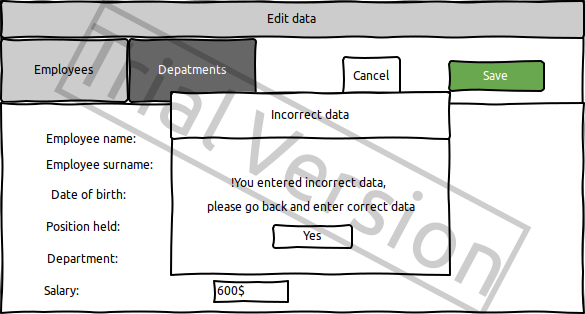 Edit data
Employees
Depatments
Cancel
Save
Incorrect data
Employee name:
Employee surname:
Date of birth:
Position held:
Department:
Salary:
600$
!You entered incorrect data,
please go back and enter correct data
Yes
Trial Version